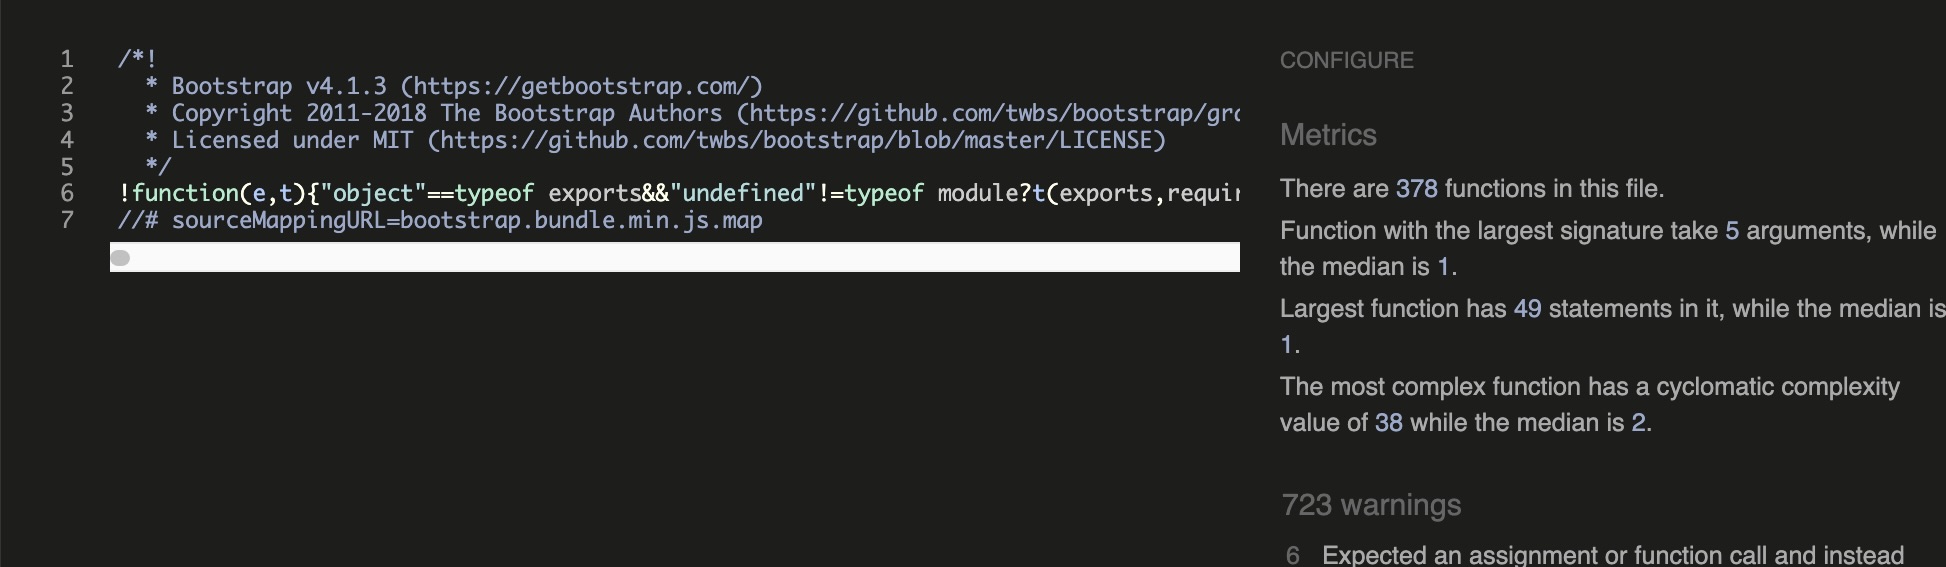 1 /*!
2 * Bootstrap v4.1.3 (https://getbootstrap.com/)
3 * Copyright 2011-2018 The Bootstrap Authors (https://github.com/twbs/bootstrap/gra
4 * Licensed under MIT (https://github.com/twbs/bootstrap/blob/master/LICENSE)
5 */
6 !function(e,t){"object"==typeof exports&&"undefined"!=typeof module?t(exports,requir
7 //# sourceMappingURL=bootstrap.bundle.min.js.map
CONFIGURE
Metrics
There are 378 functions in this file.
Function with the largest signature take 5 arguments, while
the median is 1.
Largest function has 49 statements in it, while the median is
1.
The most complex function has a cyclomatic complexity
value of 38 while the median is 2.
723 warnings
6 Expected an assignment or function call and instead